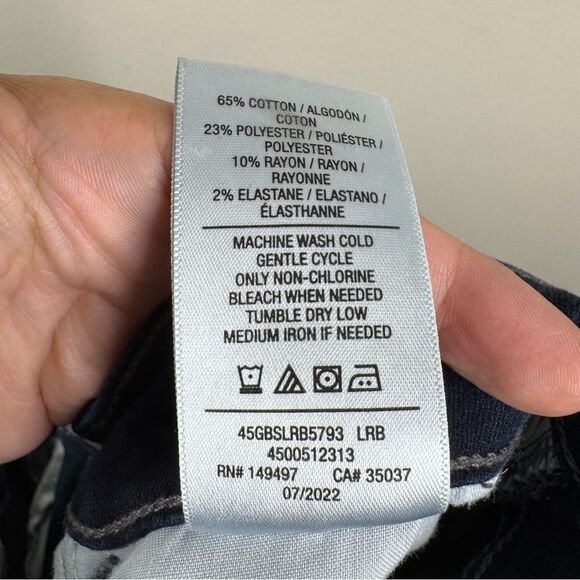 65% COTTON / ALGODÓN /
COTON
23% POLYESTER / POLIÉSTER /
POLYESTER
10% RAYON / RAYON /
RAYONNE
2% ELASTANE / ELASTANO /
ÉLASTHANNE
MACHINE WASH COLD
GENTLE CYCLE
ONLY NON-CHLORINE
BLEACH WHEN NEEDED
TUMBLE DRY LOW
MEDIUM IRON IF NEEDED
45GBSLRB5793 LRB
4500512313
RN# 149497 CA# 35037
07/2022